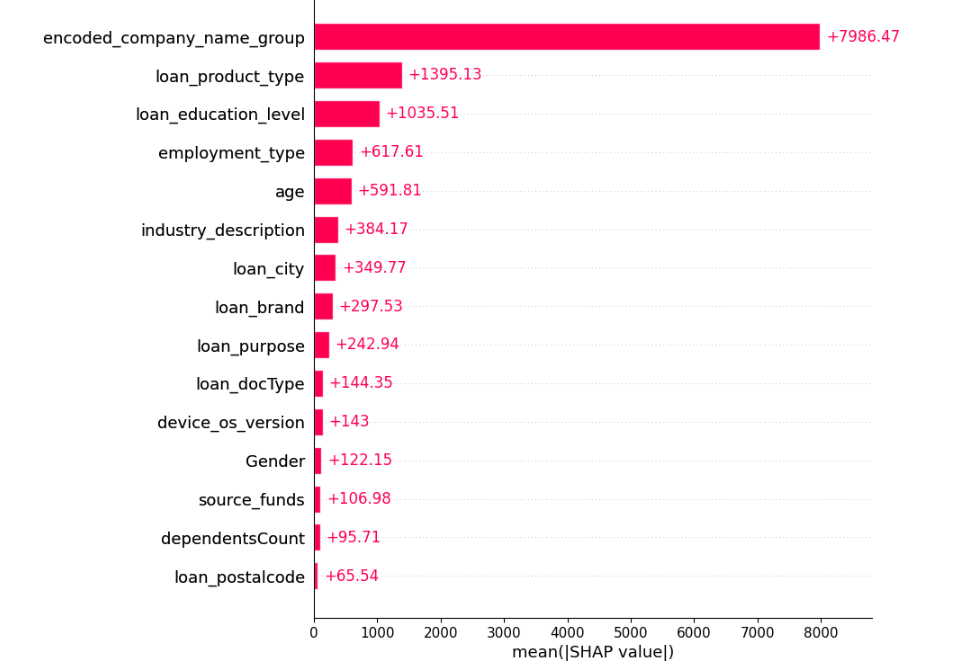 encoded_company_name_group +7986.47
loan_product_type +1395.13
loan_education_level +1035.51
employment_type +617.61
age +591.81
industry_description +384.17
loan_city +349.77
loan_brand +297.53
loan_purpose +242.94
loan_docType +144.35
device_os_version +143
Gender +122.15
source_funds +106.98
dependentsCount +95.71
loan_postalcode +65.54
0 1000 2000 3000 4000 5000 6000 7000 8000
mean(|SHAP value|)